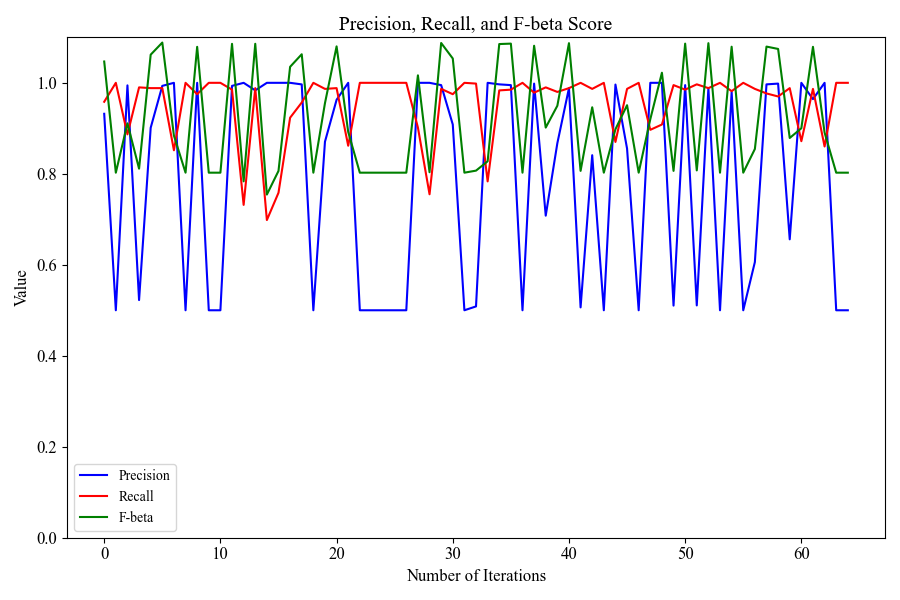 Precision, Recall, and F-beta Score
Value
1.0
0.8
0.6
0.4
0.2
0.0
Precision
Recall
F-beta
0 10 20 30 40 50 60
Number of Iterations